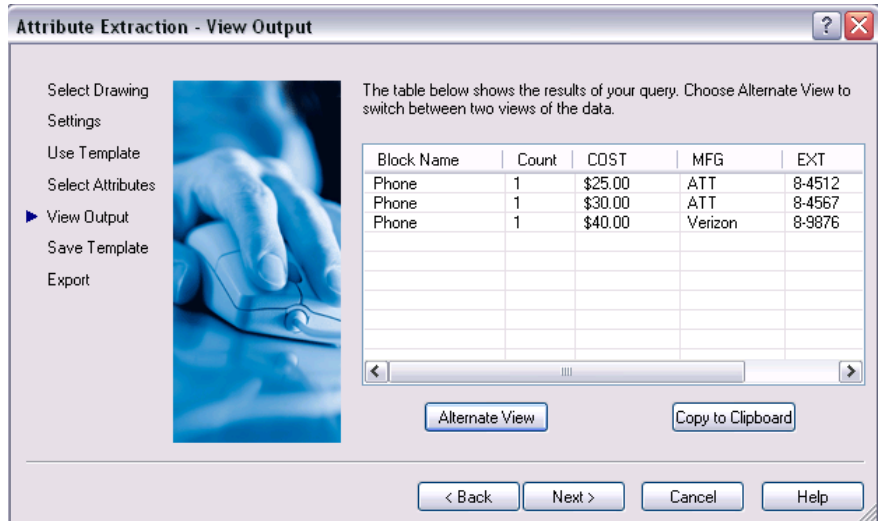 Attribute Extraction - View Output
Select Drawing
Settings
Use Template
Select Attributes
View Output
Save Template
Export
The table below shows the results of your query. Choose Alternate View to
switch between two views of the data.
Block Name Count COST MFG EXT
Phone 1 $25.00 ATT 8-4512
Phone 1 $30.00 ATT 8-4567
Phone 1 $40.00 Verizon 8-9876
Alternate View Copy to Clipboard
< Back Next > Cancel Help